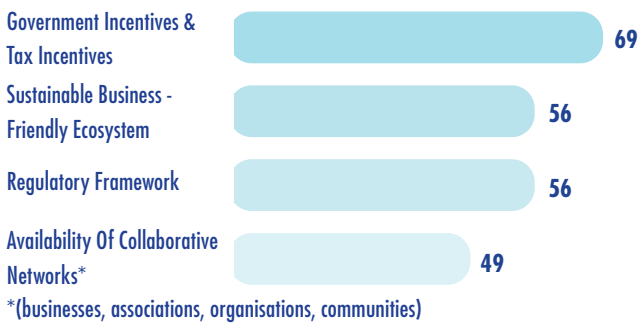 Government Incentives &
Tax Incentives
69
Sustainable Business -
Friendly Ecosystem
56
Regulatory Framework
56
Availability Of Collaborative
Networks*
49
*(businesses, associations, organisations, communities)